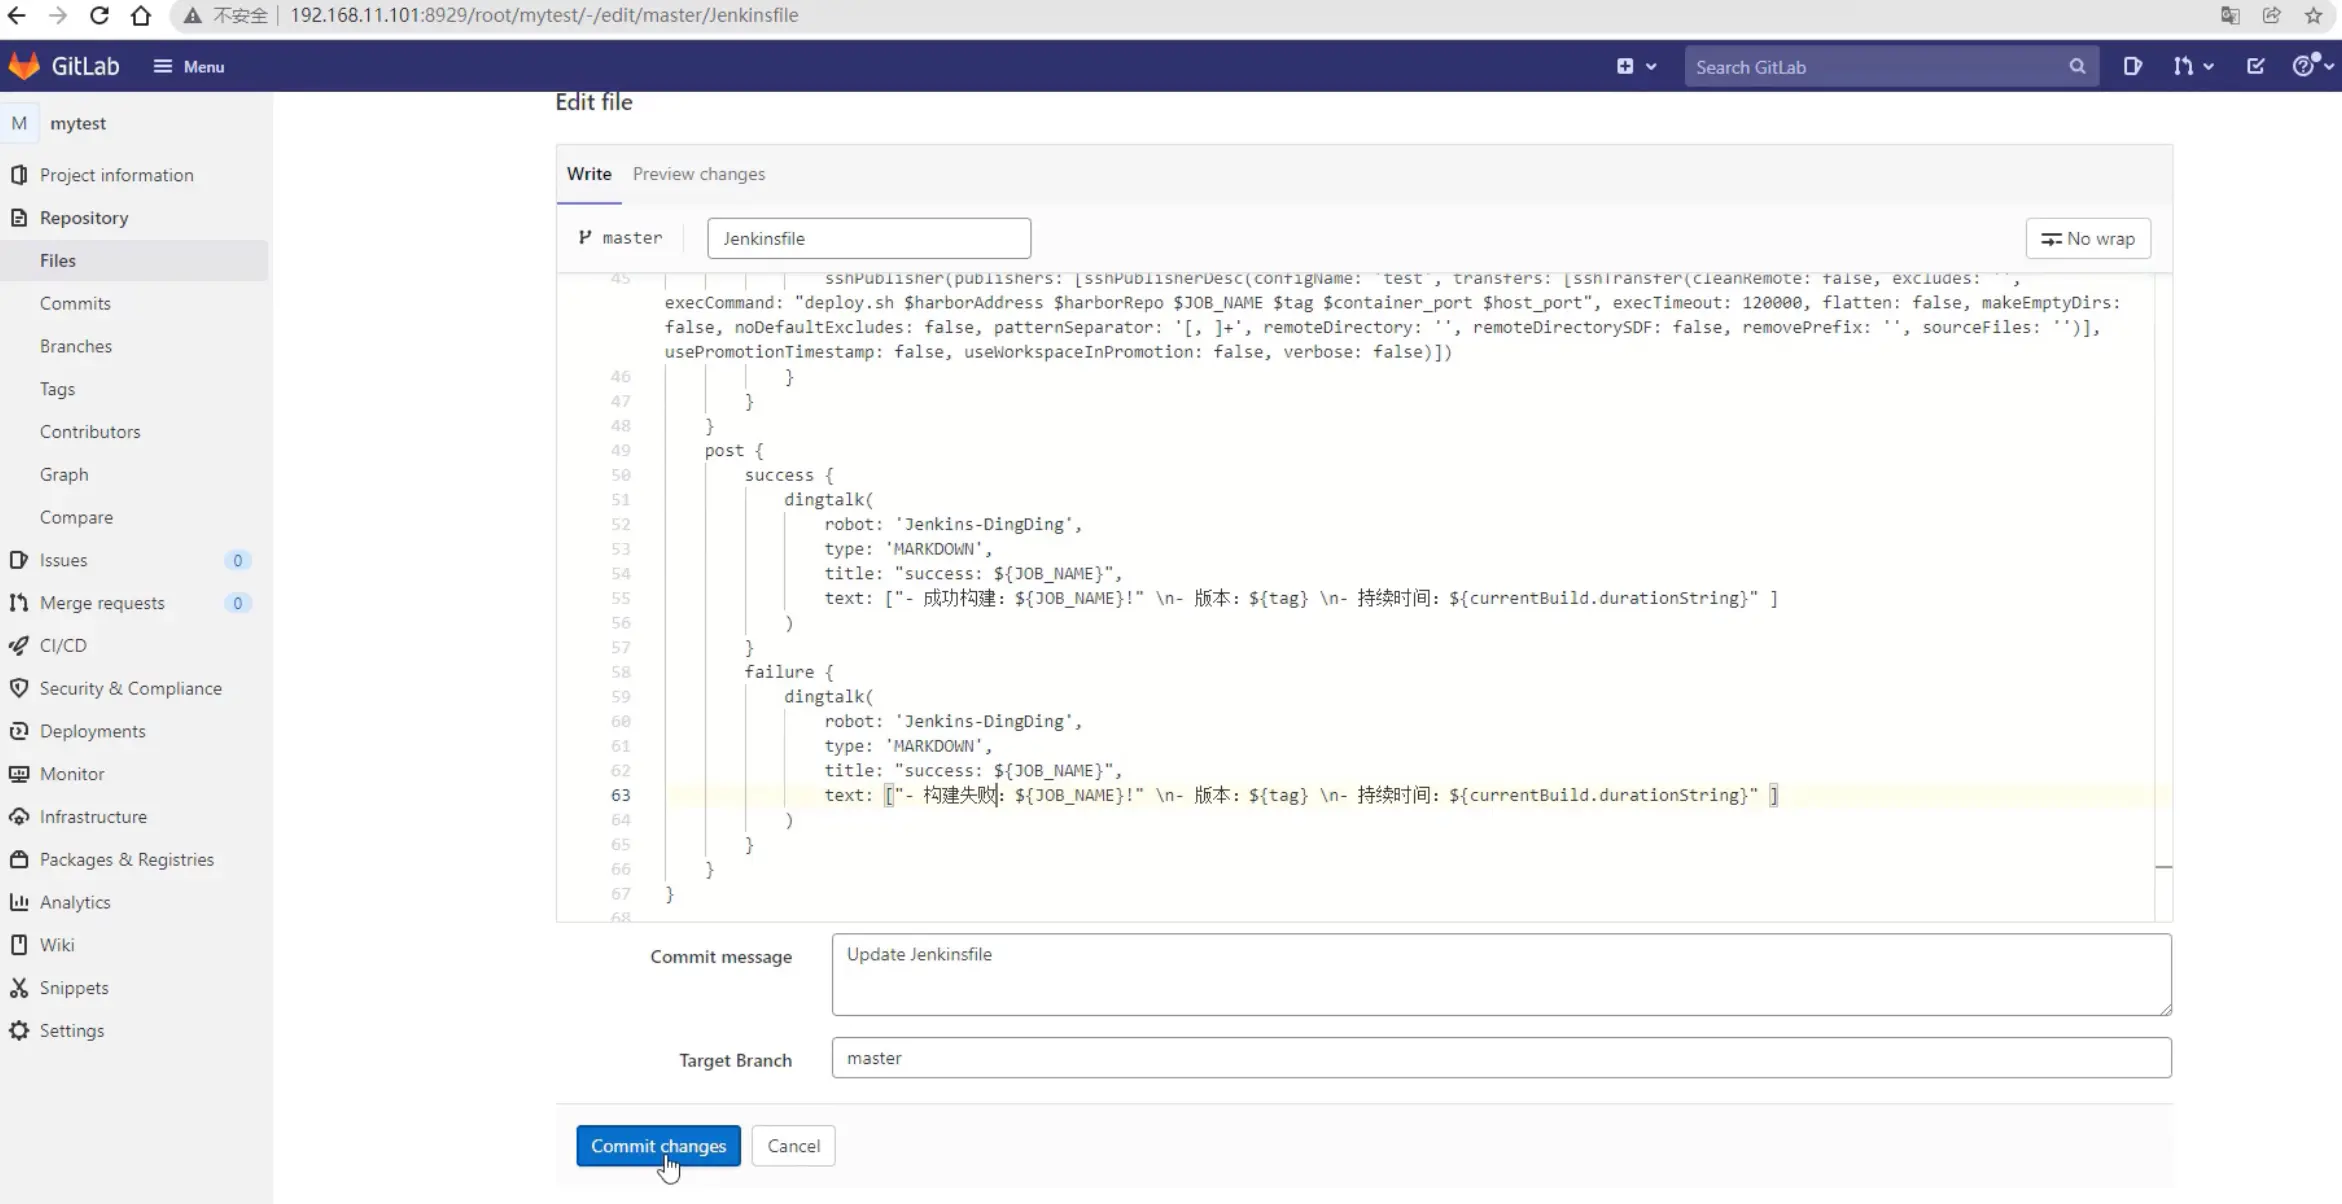 不安全 192.168.11.101:8929/root/mytest/-/edit/master/Jenkinsfile
GitLab Menu Search GitLab
M mytest
Project information
Repository
Files
Commits
Branches
Tags
Contributors
Graph
Compare
Issues 0
Merge requests 0
CI/CD
Security & Compliance
Deployments
Monitor
Infrastructure
Packages & Registries
Analytics
Wiki
Snippets
Settings
Edit file
Write Preview changes
master Jenkinsfile No wrap
45 sshPublisher(publishers: [sshPublisherDesc(configName: 'test', transfers: [sshTransfer(cleanRemote: false, excludes: '',
execCommand: "deploy.sh $harborAddress $harborRepo $JOB_NAME $tag $container_port $host_port", execTimeout: 120000, flatten: false, makeEmptyDirs:
false, noDefaultExcludes: false, patternSeparator: '[, ]+', remoteDirectory: '', remoteDirectorySDF: false, removePrefix: '', sourceFiles: '')],
usePromotionTimestamp: false, useWorkspaceInPromotion: false, verbose: false)])
46 }
47 }
48 }
49 post {
50 success {
51 dingtalk(
52 robot: 'Jenkins-DingDing',
53 type: 'MARKDOWN',
54 title: "success: ${JOB_NAME}",
55 text: ["- 成功构建: ${JOB_NAME}!" \n- 版本: ${tag} \n- 持续时间: ${currentBuild.durationString}" ]
56 )
57 }
58 failure {
59 dingtalk(
60 robot: 'Jenkins-DingDing',
61 type: 'MARKDOWN',
62 title: "success: ${JOB_NAME}",
63 text: ["- 构建失败: ${JOB_NAME}!" \n- 版本: ${tag} \n- 持续时间: ${currentBuild.durationString}" ]
64 )
65 }
66 }
67 }
68
Commit message Update Jenkinsfile
Target Branch master
Commit changes Cancel